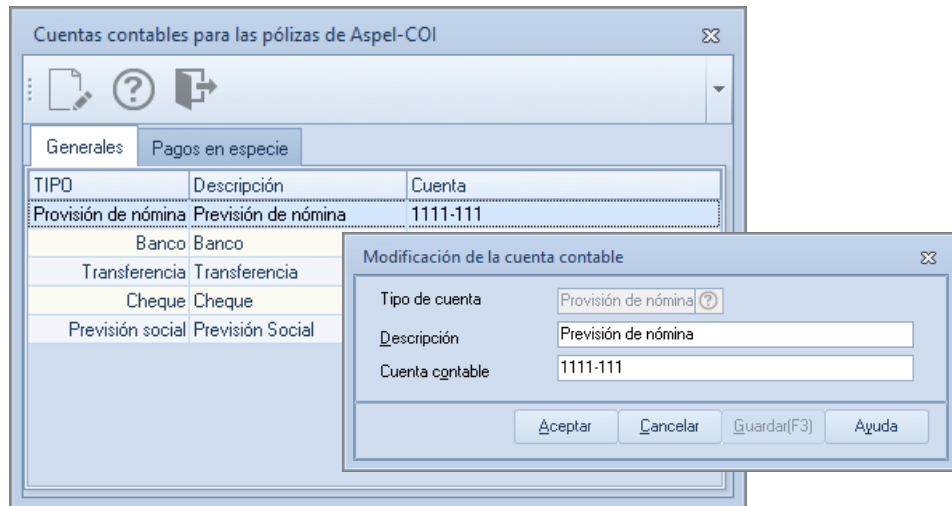 Cuentas contables para las pólizas de Aspel-COI
Generales Pagos en especie
TIPO Descripción Cuenta
Provisión de nómina Previsión de nómina 1111-111
Banco Banco
Transferencia Transferencia
Cheque Cheque
Previsión social Previsión Social
Modificación de la cuenta contable
Tipo de cuenta Provisión de nómina
Descripción Previsión de nómina
Cuenta contable 1111-111
Aceptar Cancelar Guardar(F3) Ayuda